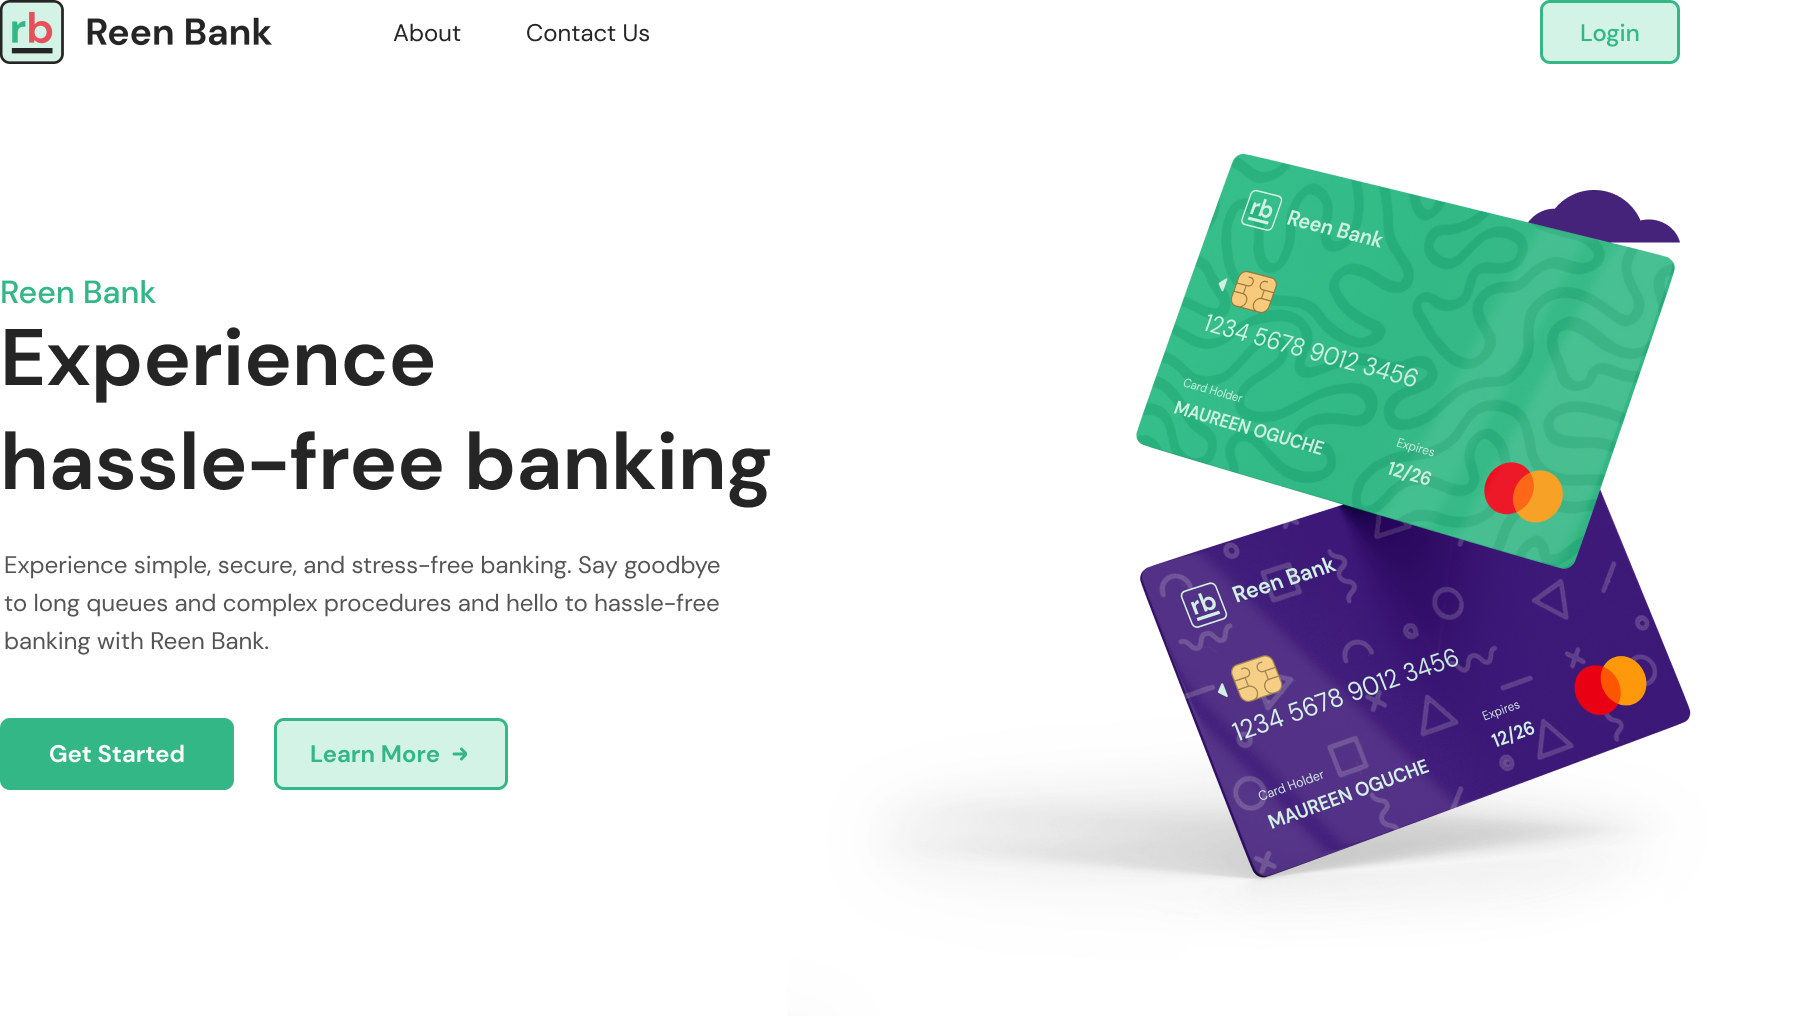 rb Reen Bank About Contact Us Login
Reen Bank
Experience
hassle-free banking
Experience simple, secure, and stress-free banking. Say goodbye
to long queues and complex procedures and hello to hassle-free
banking with Reen Bank.
Get Started Learn More →
rb Reen Bank
1234 5678 9012 3456
Card Holder
MAUREEN OGUCHE
Expires
12/26
rb Reen Bank
1234 5678 9012 3456
Card Holder
MAUREEN OGUCHE
Expires
12/26